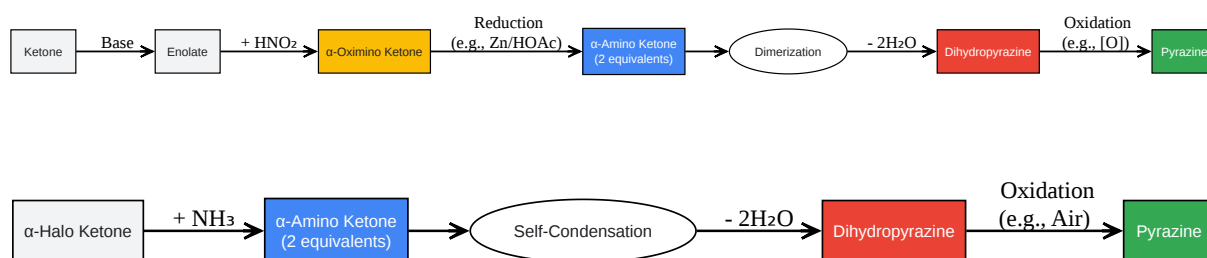 Ketone
Base
Enolate
+ HNO₂
α-Oximino Ketone
Reduction
(e.g., Zn/HOAc)
α-Amino Ketone
(2 equivalents)
Dimerization
- 2H₂O
Dihydropyrazine
Oxidation
(e.g., [O])
Pyrazine
α-Halo Ketone
+ NH₃
α-Amino Ketone
(2 equivalents)
Self-Condensation
- 2H₂O
Dihydropyrazine
Oxidation
(e.g., Air)
Pyrazine